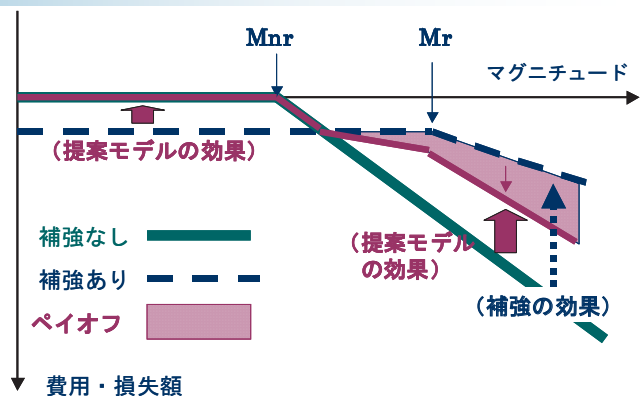 Mnr
Mr
マグニチュード
(提案モデルの効果)
補強なし
補強あり
ペイオフ
(提案モデル
の効果)
(補強の効果)
費用・損失額